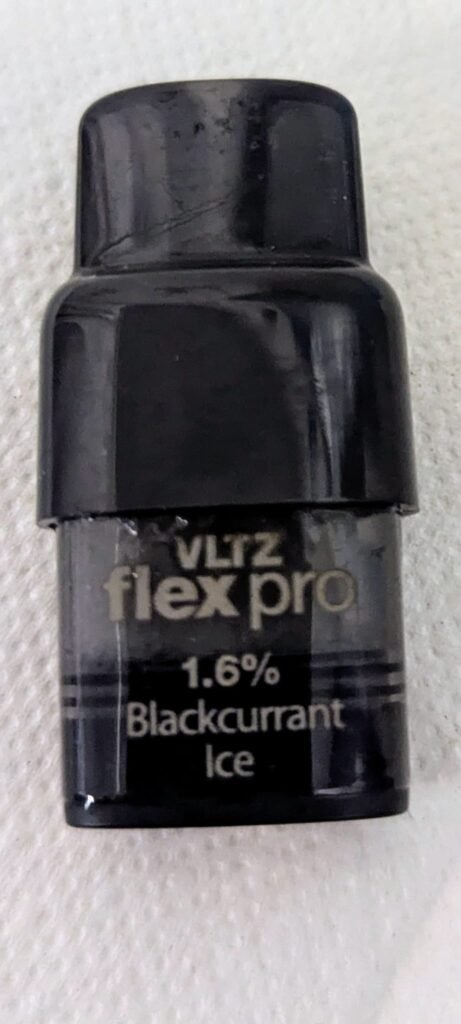 VLTZ
flex pro
1.6%
Blackcurrant
Ice